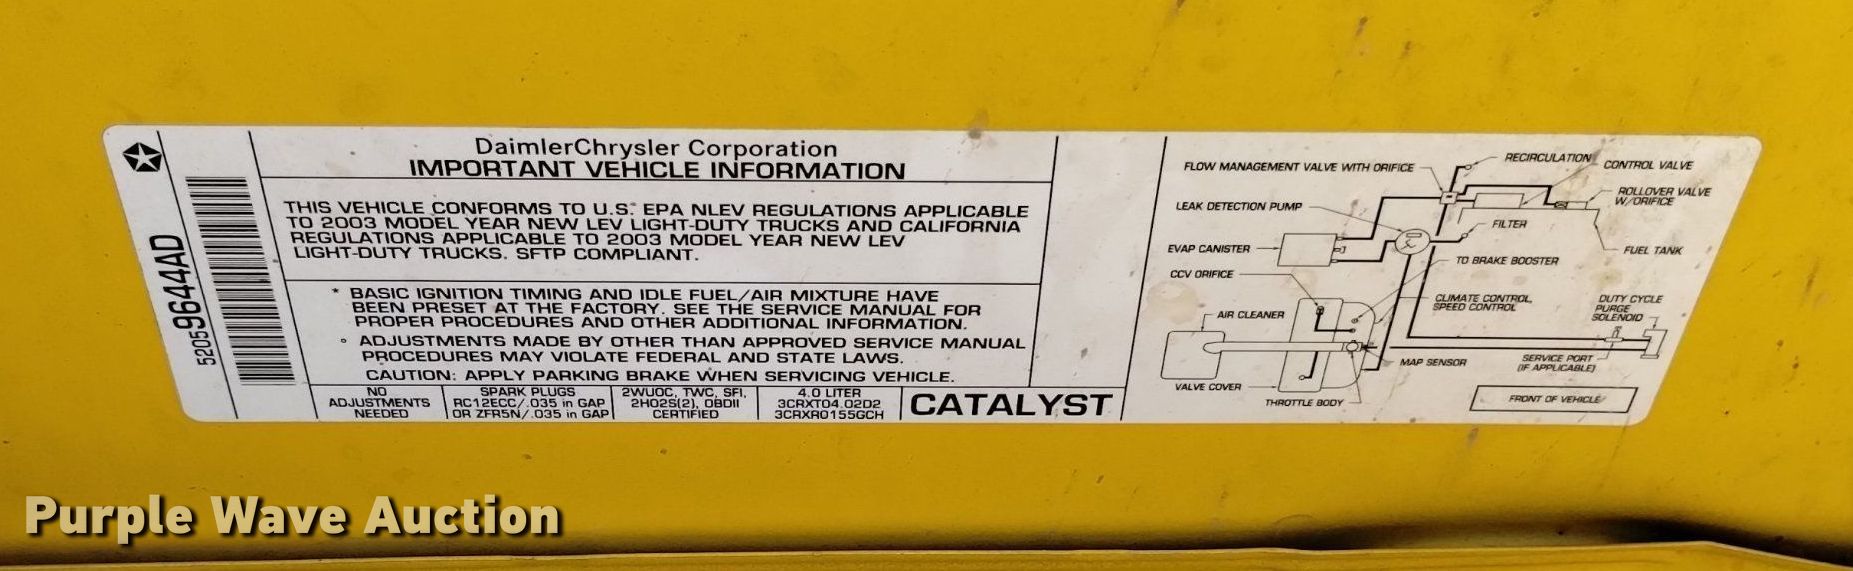 DaimlerChrysler Corporation
IMPORTANT VEHICLE INFORMATION
52059644AD
THIS VEHICLE CONFORMS TO U.S. EPA NLEV REGULATIONS APPLICABLE
TO 2003 MODEL YEAR NEW LEV LIGHT-DUTY TRUCKS AND CALIFORNIA
REGULATIONS APPLICABLE TO 2003 MODEL YEAR NEW LEV
LIGHT-DUTY TRUCKS. SFTP COMPLIANT.
* BASIC IGNITION TIMING AND IDLE FUEL/AIR MIXTURE HAVE
BEEN PRESET AT THE FACTORY. SEE THE SERVICE MANUAL FOR
PROPER PROCEDURES AND OTHER ADDITIONAL INFORMATION.
° ADJUSTMENTS MADE BY OTHER THAN APPROVED SERVICE MANUAL
PROCEDURES MAY VIOLATE FEDERAL AND STATE LAWS.
CAUTION: APPLY PARKING BRAKE WHEN SERVICING VEHICLE.
NO
ADJUSTMENTS
NEEDED
SPARK PLUGS
RC12ECC/.035 in GAP
OR ZFR5N/.035 in GAP
2WUOC, TWC, SFI,
2HO2S(2), OBDII
CERTIFIED
4.0 LITER
3CRXT04.02D2
3CRXR0155GCH
CATALYST
FLOW MANAGEMENT VALVE WITH ORIFICE
RECIRCULATION
CONTROL VALVE
ROLLOVER VALVE
W/ORIFICE
LEAK DETECTION PUMP
FILTER
EVAP CANISTER
FUEL TANK
TO BRAKE BOOSTER
CCV ORIFICE
CLIMATE CONTROL,
SPEED CONTROL
DUTY CYCLE
PURGE
SOLENOID
AIR CLEANER
SERVICE PORT
(IF APPLICABLE)
MAP SENSOR
VALVE COVER
THROTTLE BODY
FRONT OF VEHICLE
Purple Wave Auction